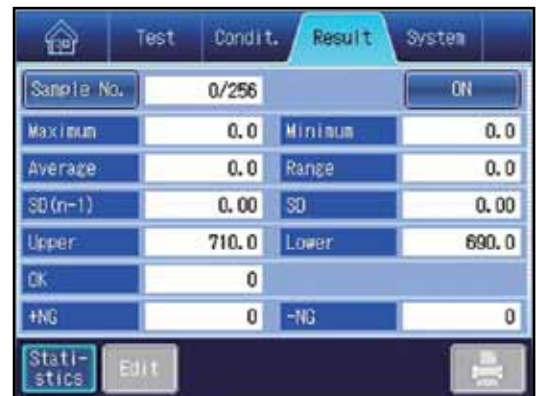 Test Condit. Result System
Sample No. 0/256 ON
Maximum 0.0 Minimum 0.0
Average 0.0 Range 0.0
SD(n-1) 0.00 SD 0.00
Upper 710.0 Lower 690.0
OK 0
+NG 0 -NG 0
Stati-
stics Edit